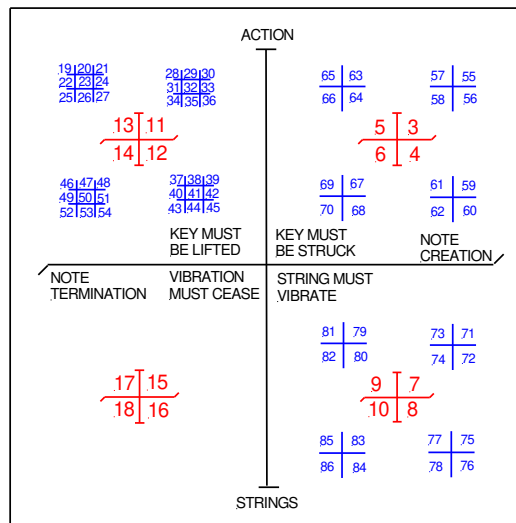 ACTION
19 20 21
22 23 24
25 26 27
28 29 30
31 32 33
34 35 36
65 63
66 64
57 55
58 56
13 11
14 12
5 3
6 4
46 47 48
49 50 51
52 53 54
37 38 39
40 41 42
43 44 45
69 67
70 68
61 59
62 60
KEY MUST
BE LIFTED
KEY MUST
BE STRUCK
NOTE
CREATION
NOTE
TERMINATION
VIBRATION
MUST CEASE
STRING MUST
VIBRATE
81 79
82 80
73 71
74 72
17 15
18 16
9 7
10 8
85 83
86 84
77 75
78 76
STRINGS